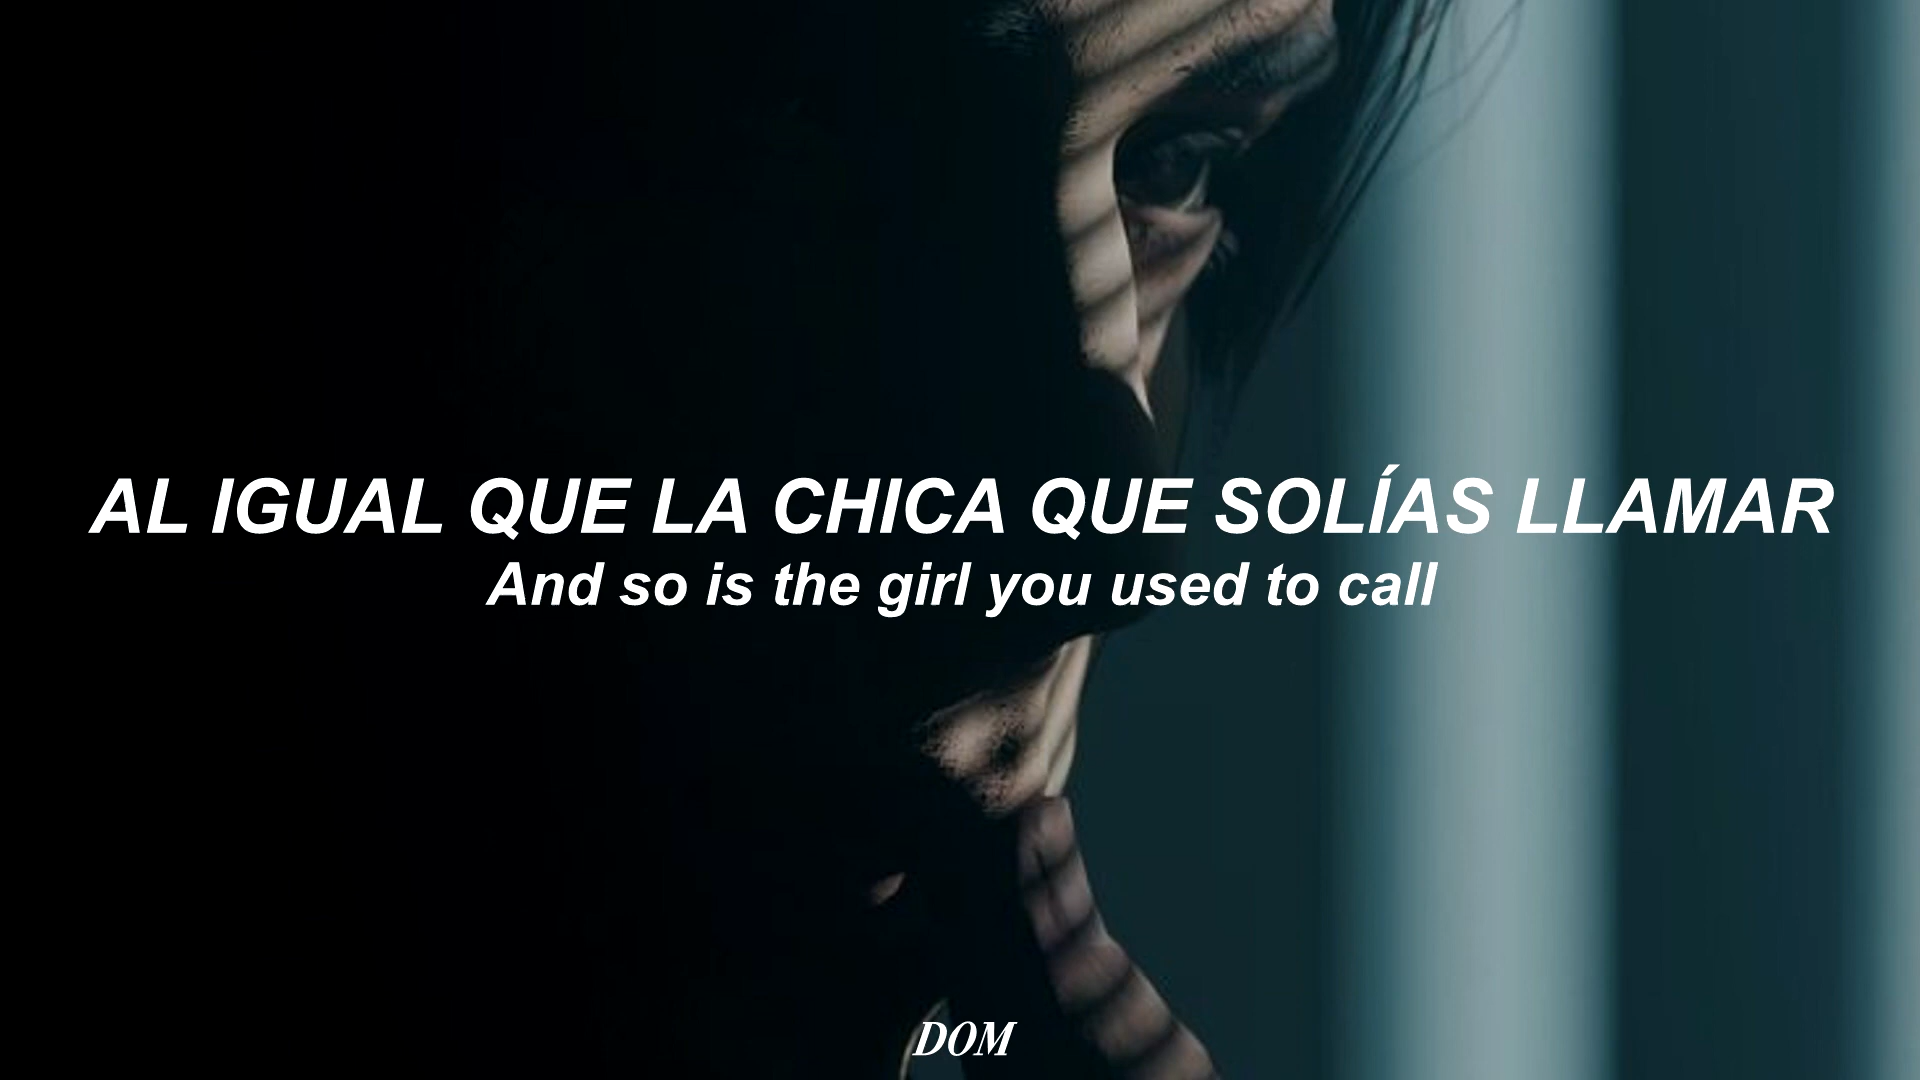 AL IGUAL QUE LA CHICA QUE SOLÍAS LLAMAR
And so is the girl you used to call
DOM